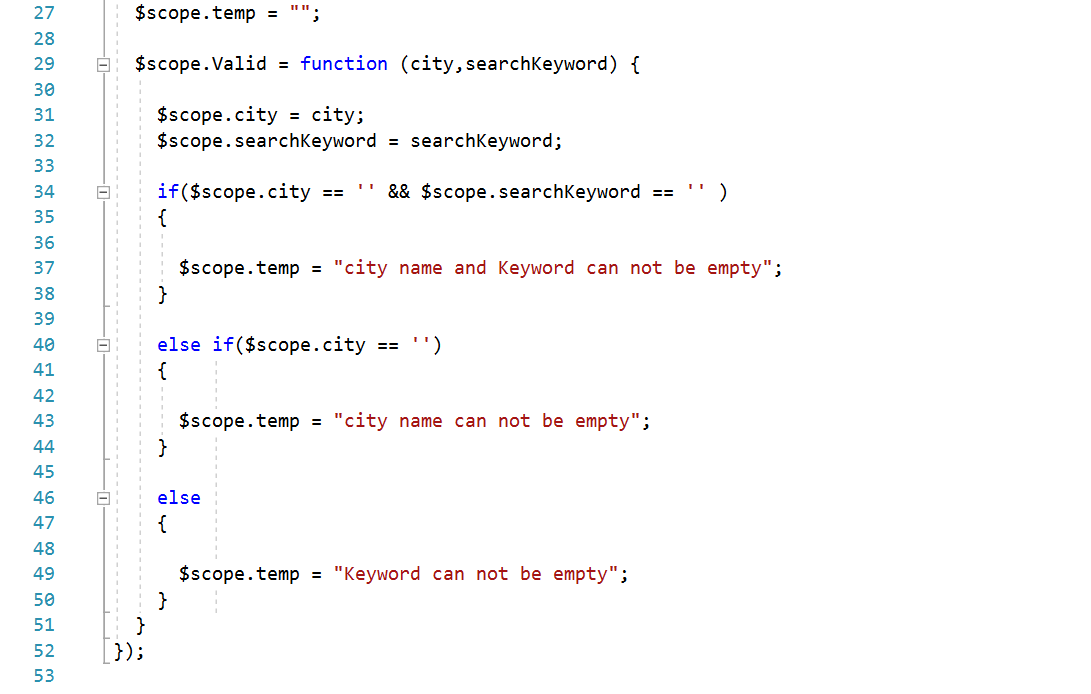 27 $scope.temp = "";
28
29 $scope.Valid = function (city,searchKeyword) {
30
31 $scope.city = city;
32 $scope.searchKeyword = searchKeyword;
33
34 if($scope.city == '' && $scope.searchKeyword == '' )
35 {
36
37 $scope.temp = "city name and Keyword can not be empty";
38 }
39
40 else if($scope.city == '')
41 {
42
43 $scope.temp = "city name can not be empty";
44 }
45
46 else
47 {
48
49 $scope.temp = "Keyword can not be empty";
50 }
51 }
52 });
53